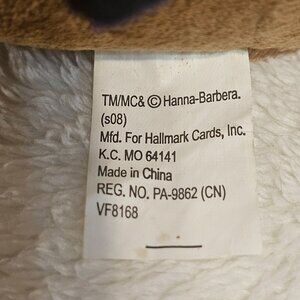 TM/MC& © Hanna-Barbera.
(s08)
Mfd. For Hallmark Cards, Inc.
K.C. MO 64141
Made in China
REG. NO. PA-9862 (CN)
VF8168